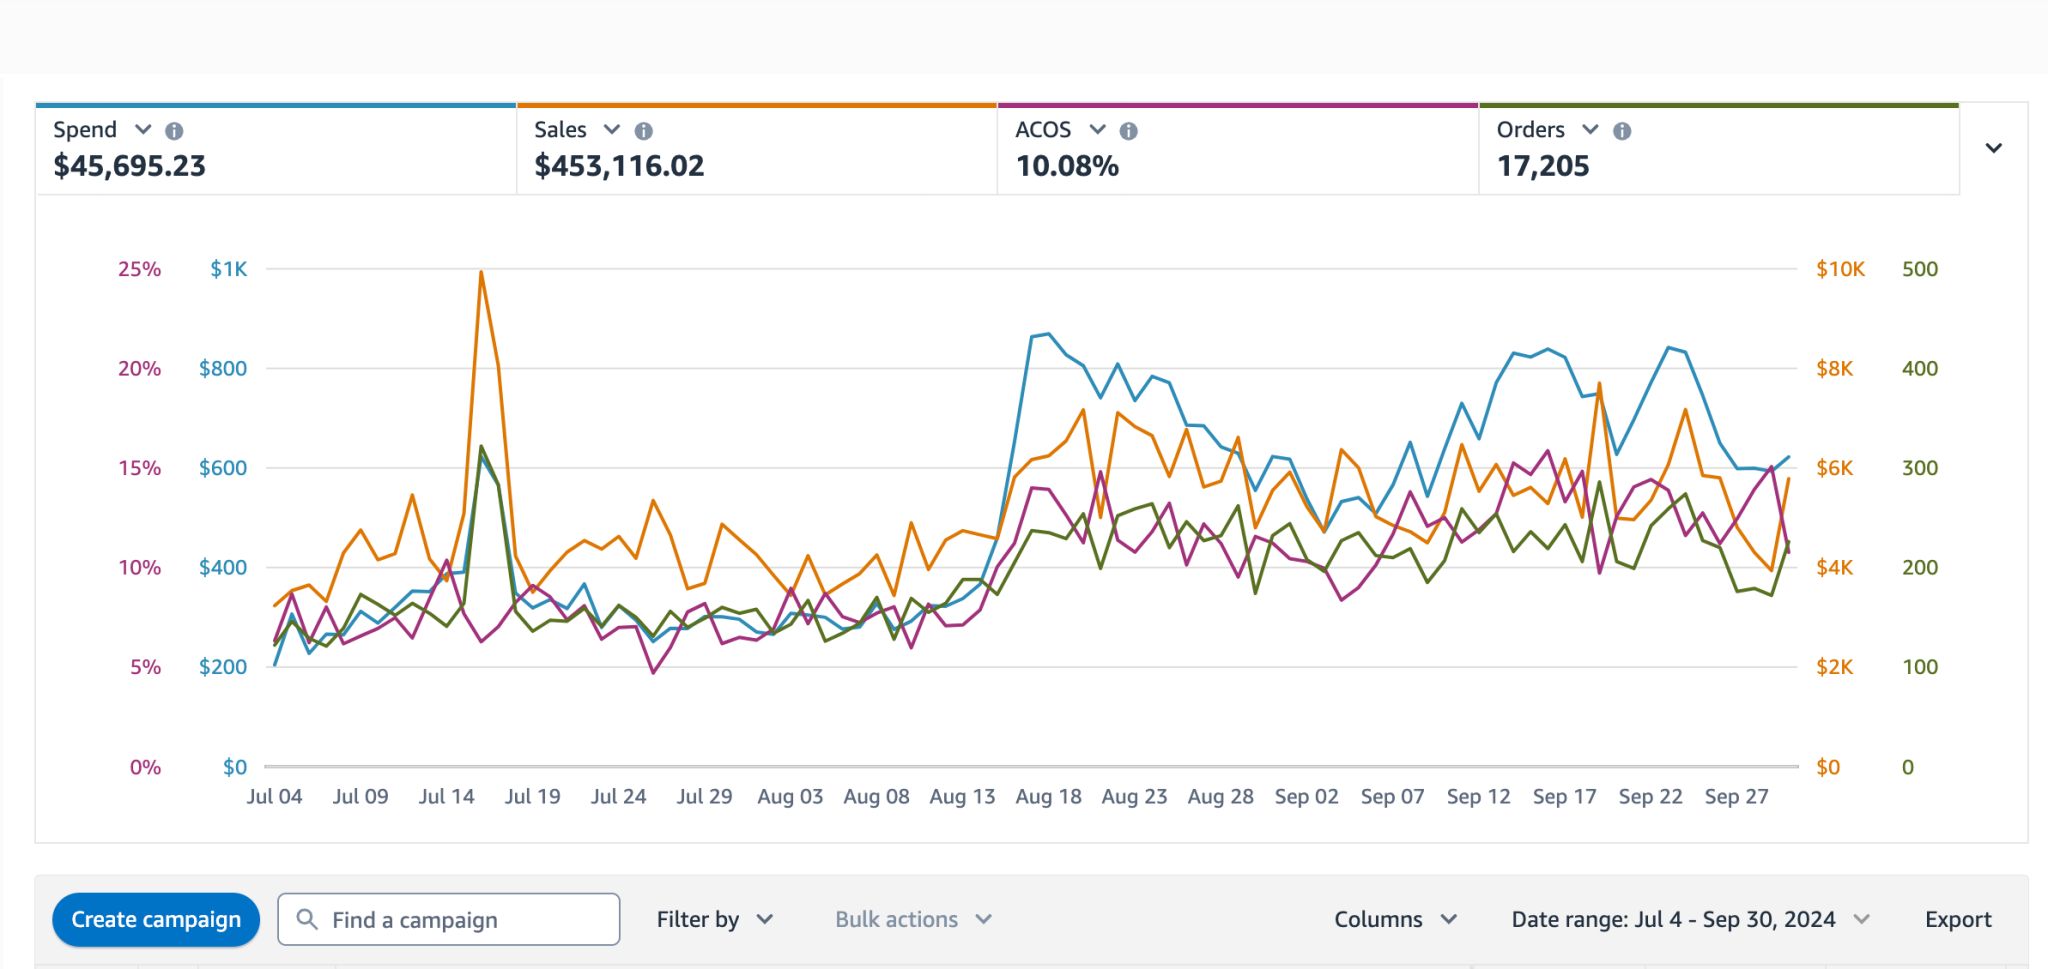 Spend
$45,695.23
Sales
$453,116.02
ACOS
10.08%
Orders
17,205
25% $1K $10K 500
20% $800 $8K 400
15% $600 $6K 300
10% $400 $4K 200
5% $200 $2K 100
0% $0 $0 0
Jul 04 Jul 09 Jul 14 Jul 19 Jul 24 Jul 29 Aug 03 Aug 08 Aug 13 Aug 18 Aug 23 Aug 28 Sep 02 Sep 07 Sep 12 Sep 17 Sep 22 Sep 27
Create campaign Find a campaign Filter by Bulk actions Columns Date range: Jul 4 - Sep 30, 2024 Export